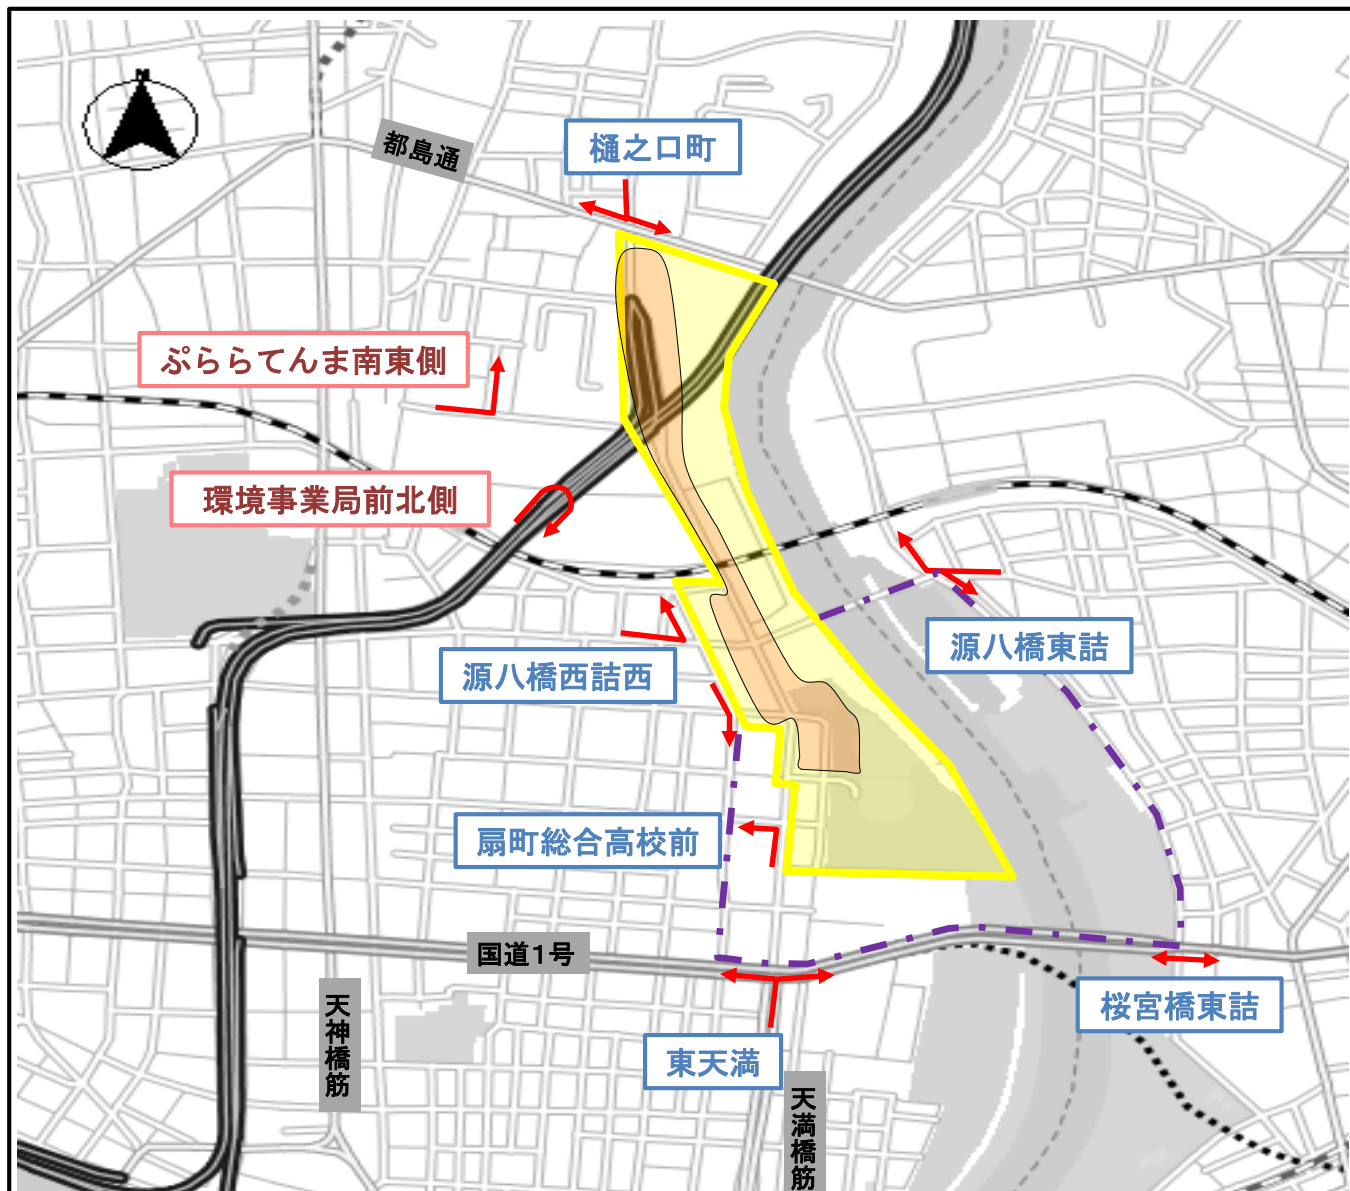 N
都島通
樋之口町
ぷららてんま南東側
環境事業局前北側
源八橋西詰西
源八橋東詰
扇町総合高校前
国道1号
天神橋筋
東天満
桜宮橋東詰
天満橋筋